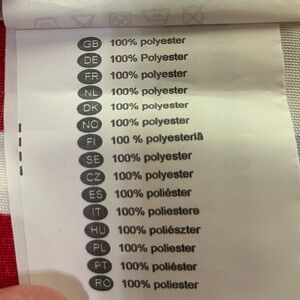 GB 100% polyester
DE 100% Polyester
FR 100% polyester
NL 100% polyester
DK 100% polyester
NO 100% polyester
FI 100 % polyesteriä
SE 100% polyester
CZ 100% polyester
ES 100% poliéster
IT 100% poliestere
HU 100% poliészter
PL 100% poliester
PT 100% poliéster
RO 100% poliester